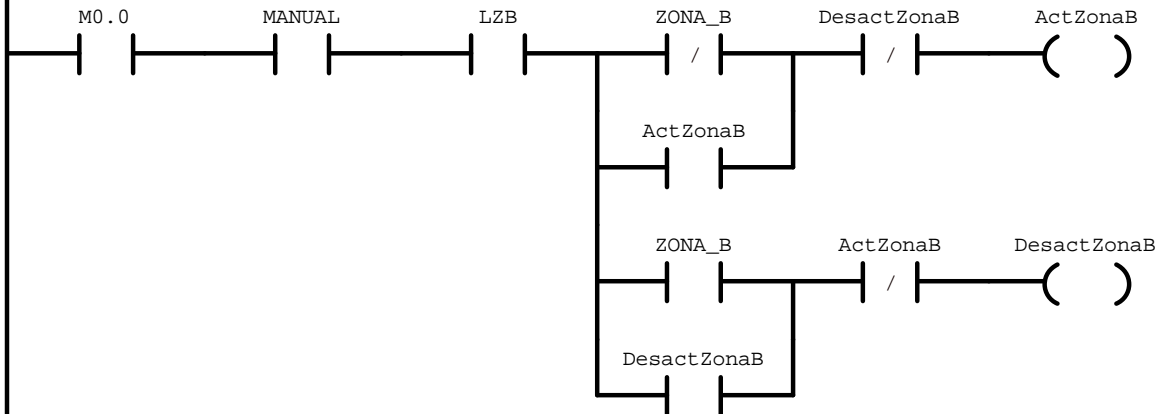 M0.0 MANUAL LZB ZONA_B DesactZonaB ActZonaB
/ /
ActZonaB
ZONA_B ActZonaB DesactZonaB
/
DesactZonaB